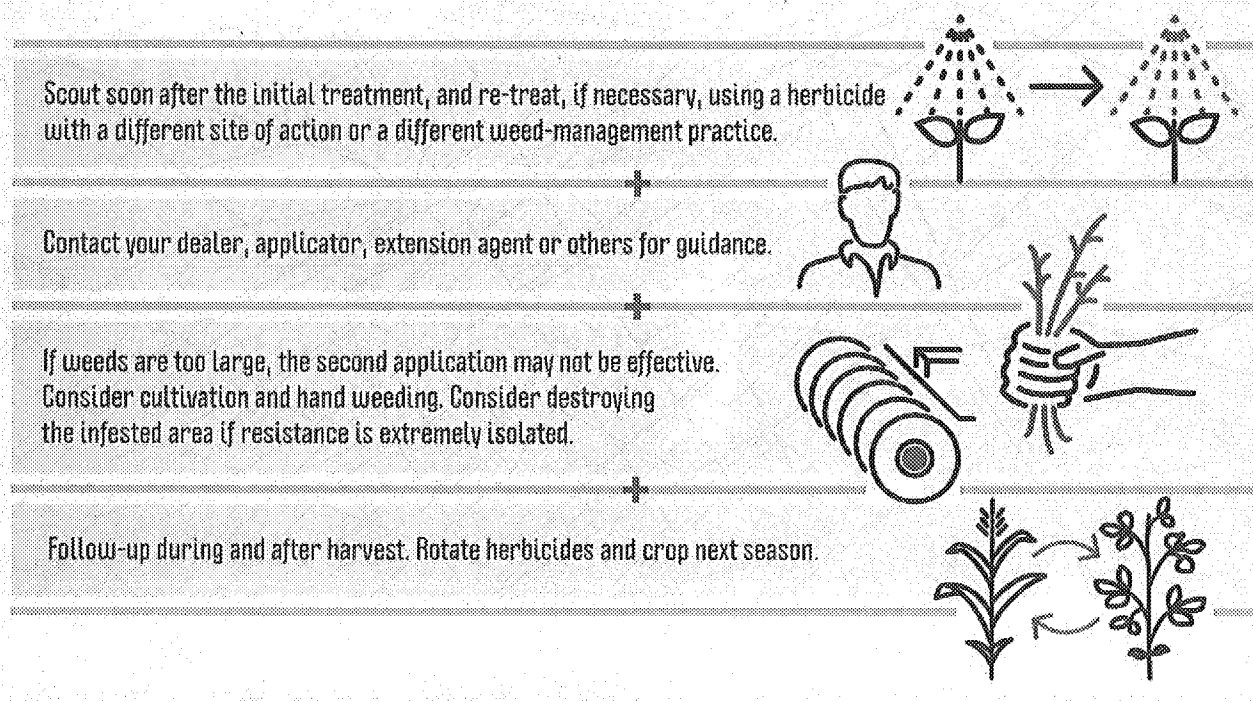 Scout soon after the initial treatment, and re-treat, if necessary, using a herbicide
with a different site of action or a different weed-management practice.
+
Contact your dealer, applicator, extension agent or others for guidance.
+
If weeds are too large, the second application may not be effective.
Consider cultivation and hand weeding. Consider destroying
the infested area if resistance is extremely isolated.
+
Follow-up during and after harvest. Rotate herbicides and crop next season.